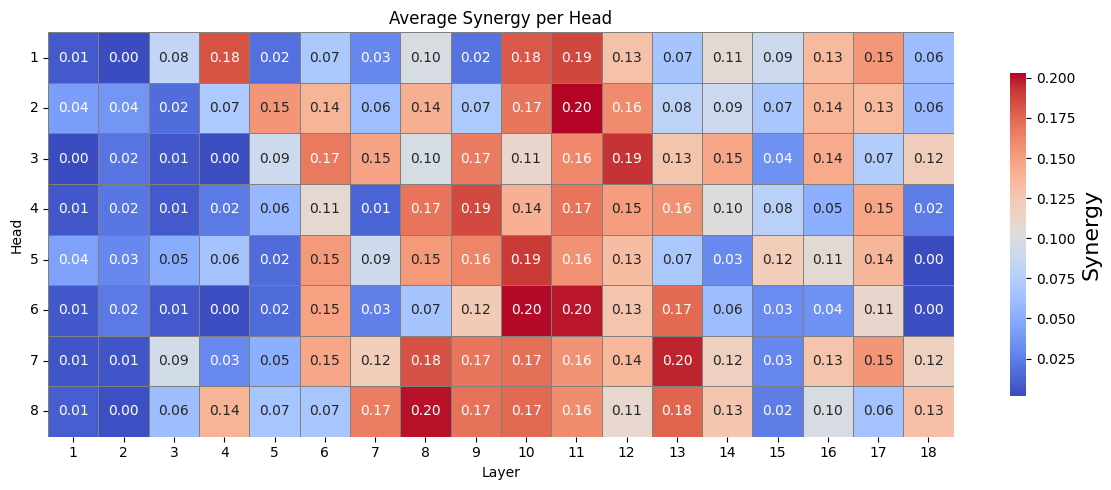 Average Synergy per Head
1 0.01 0.00 0.08 0.18 0.02 0.07 0.03 0.10 0.02 0.18 0.19 0.13 0.07 0.11 0.09 0.13 0.15 0.06
2 0.04 0.04 0.02 0.07 0.15 0.14 0.06 0.14 0.07 0.17 0.20 0.16 0.08 0.09 0.07 0.14 0.13 0.06
3 0.00 0.02 0.01 0.00 0.09 0.17 0.15 0.10 0.17 0.11 0.16 0.19 0.13 0.15 0.04 0.14 0.07 0.12
4 0.01 0.02 0.01 0.02 0.06 0.11 0.01 0.17 0.19 0.14 0.17 0.15 0.16 0.10 0.08 0.05 0.15 0.02
5 0.04 0.03 0.05 0.06 0.02 0.15 0.09 0.15 0.16 0.19 0.16 0.13 0.07 0.03 0.12 0.11 0.14 0.00
6 0.01 0.02 0.01 0.00 0.02 0.15 0.03 0.07 0.12 0.20 0.20 0.13 0.17 0.06 0.03 0.04 0.11 0.00
7 0.01 0.01 0.09 0.03 0.05 0.15 0.12 0.18 0.17 0.17 0.16 0.14 0.20 0.12 0.03 0.13 0.15 0.12
8 0.01 0.00 0.06 0.14 0.07 0.07 0.17 0.20 0.17 0.17 0.16 0.11 0.18 0.13 0.02 0.10 0.06 0.13
1 2 3 4 5 6 7 8 9 10 11 12 13 14 15 16 17 18
Layer
Head
0.200
0.175
0.150
0.125
0.100
0.075
0.050
0.025
Synergy